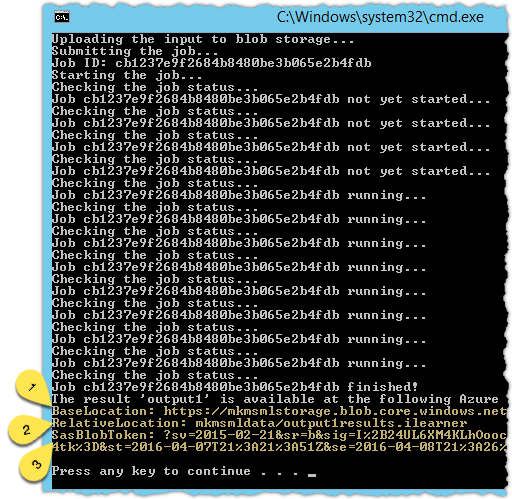 C:\Windows\system32\cmd.exe
Uploading the input to blob storage...
Submitting the job...
Job ID: cb1237e9f2684b8480be3b065e2b4fdb
Starting the job...
Checking the job status...
Job cb1237e9f2684b8480be3b065e2b4fdb not yet started...
Checking the job status...
Job cb1237e9f2684b8480be3b065e2b4fdb not yet started...
Checking the job status...
Job cb1237e9f2684b8480be3b065e2b4fdb not yet started...
Checking the job status...
Job cb1237e9f2684b8480be3b065e2b4fdb not yet started...
Checking the job status...
Job cb1237e9f2684b8480be3b065e2b4fdb running...
Checking the job status...
Job cb1237e9f2684b8480be3b065e2b4fdb running...
Checking the job status...
Job cb1237e9f2684b8480be3b065e2b4fdb running...
Checking the job status...
Job cb1237e9f2684b8480be3b065e2b4fdb running...
Checking the job status...
Job cb1237e9f2684b8480be3b065e2b4fdb running...
Checking the job status...
Job cb1237e9f2684b8480be3b065e2b4fdb running...
Checking the job status...
Job cb1237e9f2684b8480be3b065e2b4fdb running...
Checking the job status...
Job cb1237e9f2684b8480be3b065e2b4fdb running...
Checking the job status...
Job cb1237e9f2684b8480be3b065e2b4fdb finished!
The result 'output1' is available at the following Azure
1
BaseLocation: https://mkmsmlstorage.blob.core.windows.net
2
RelativeLocation: mkmsmldata/output1results.ilearner
SasBlobToken: ?sv=2015-02-21&sr=b&sig=I%2B24UL6XM4KLhOooc
3
4tk%3D&st=2016-04-07T21%3A21%3A51Z&se=2016-04-08T21%3A26%
Press any key to continue . . .